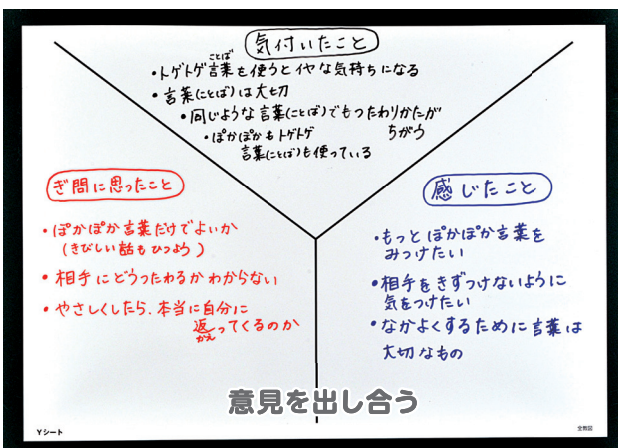 気付いたこと
・トゲトゲ言葉を使うとイヤな気持ちになる
ことば
・言葉(ことば)は大切
・同じような言葉(ことば)でもつたわりかたが
ちがう
・ぽかぽかもトゲトゲ
言葉(ことば)も使っている
ぎ問に思ったこと
・ぽかぽか言葉だけでよいか
(きびしい話もひつよう)
・相手にどうつたわるかわからない
・やさしくしたら、本当に自分に
返ってくるのか
かえ
感じたこと
・もっとぽかぽか言葉を
みつけたい
・相手をきずつけないように
気をつけたい
・なかよくするために言葉は
大切なもの
意見を出し合う
Yシート